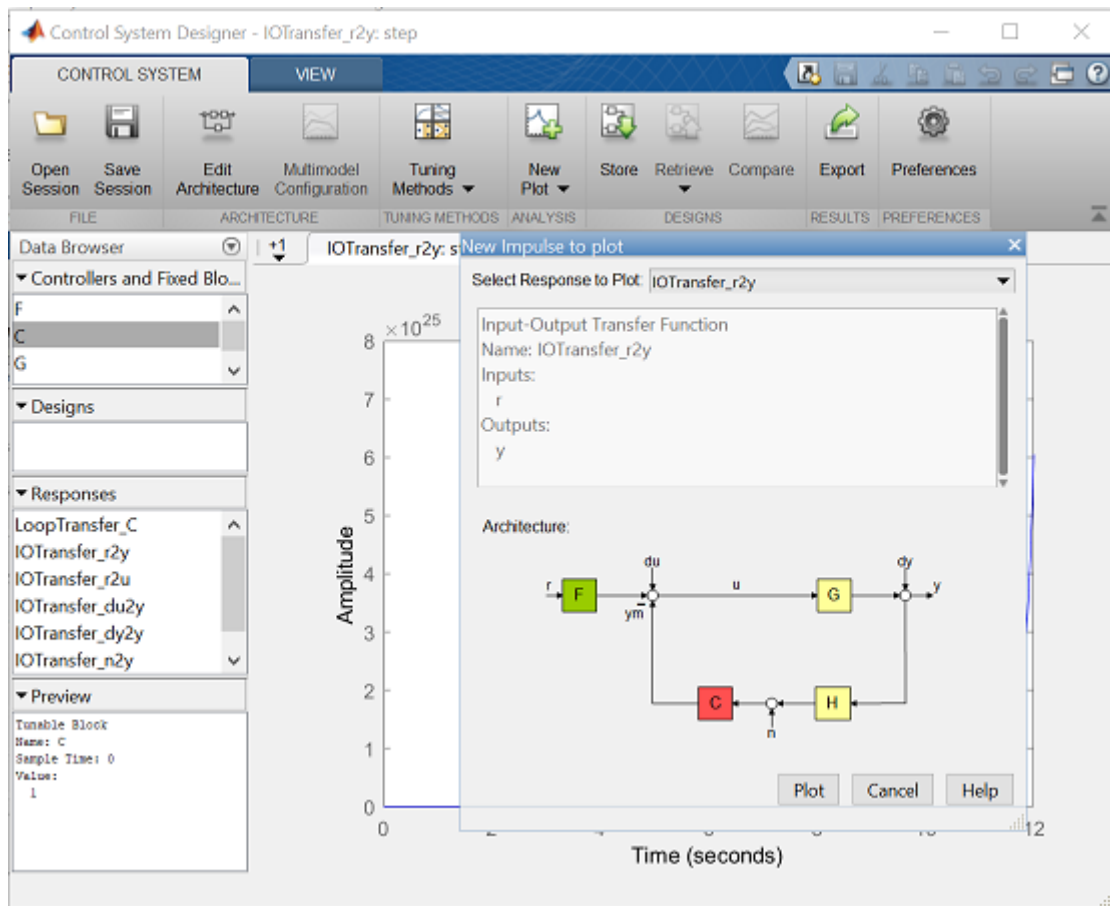 Control System Designer - IOTransfer_r2y: step
CONTROL SYSTEM
VIEW
Open Session
Save Session
Edit Architecture
Multimodel Configuration
Tuning Methods
New Plot
Store
Retrieve
Compare
Export
Preferences
FILE
ARCHITECTURE
TUNING METHODS
ANALYSIS
DESIGNS
RESULTS
PREFERENCES
Data Browser
Controllers and Fixed Blo...
F
C
G
Designs
Responses
LoopTransfer_C
IOTransfer_r2y
IOTransfer_r2u
IOTransfer_du2y
IOTransfer_dy2y
IOTransfer_n2y
Preview
Tunable Block
Name: C
Sample Time: 0
Value:
1
+1
IOTransfer_r2y: s
×10^25
8
7
6
5
4
3
2
1
0
Amplitude
0
12
Time (seconds)
New Impulse to plot
Select Response to Plot: IOTransfer_r2y
Input-Output Transfer Function
Name: IOTransfer_r2y
Inputs:
r
Outputs:
y
Architecture:
du
dy
r
F
u
G
y
ym
-
C
H
n
Plot
Cancel
Help